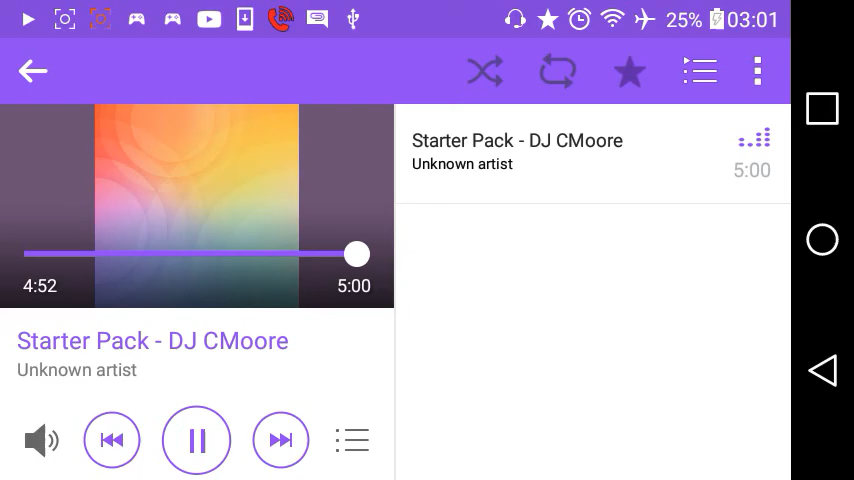 25% 03:01
4:52 5:00
Starter Pack - DJ CMoore
Unknown artist
Starter Pack - DJ CMoore
Unknown artist
5:00